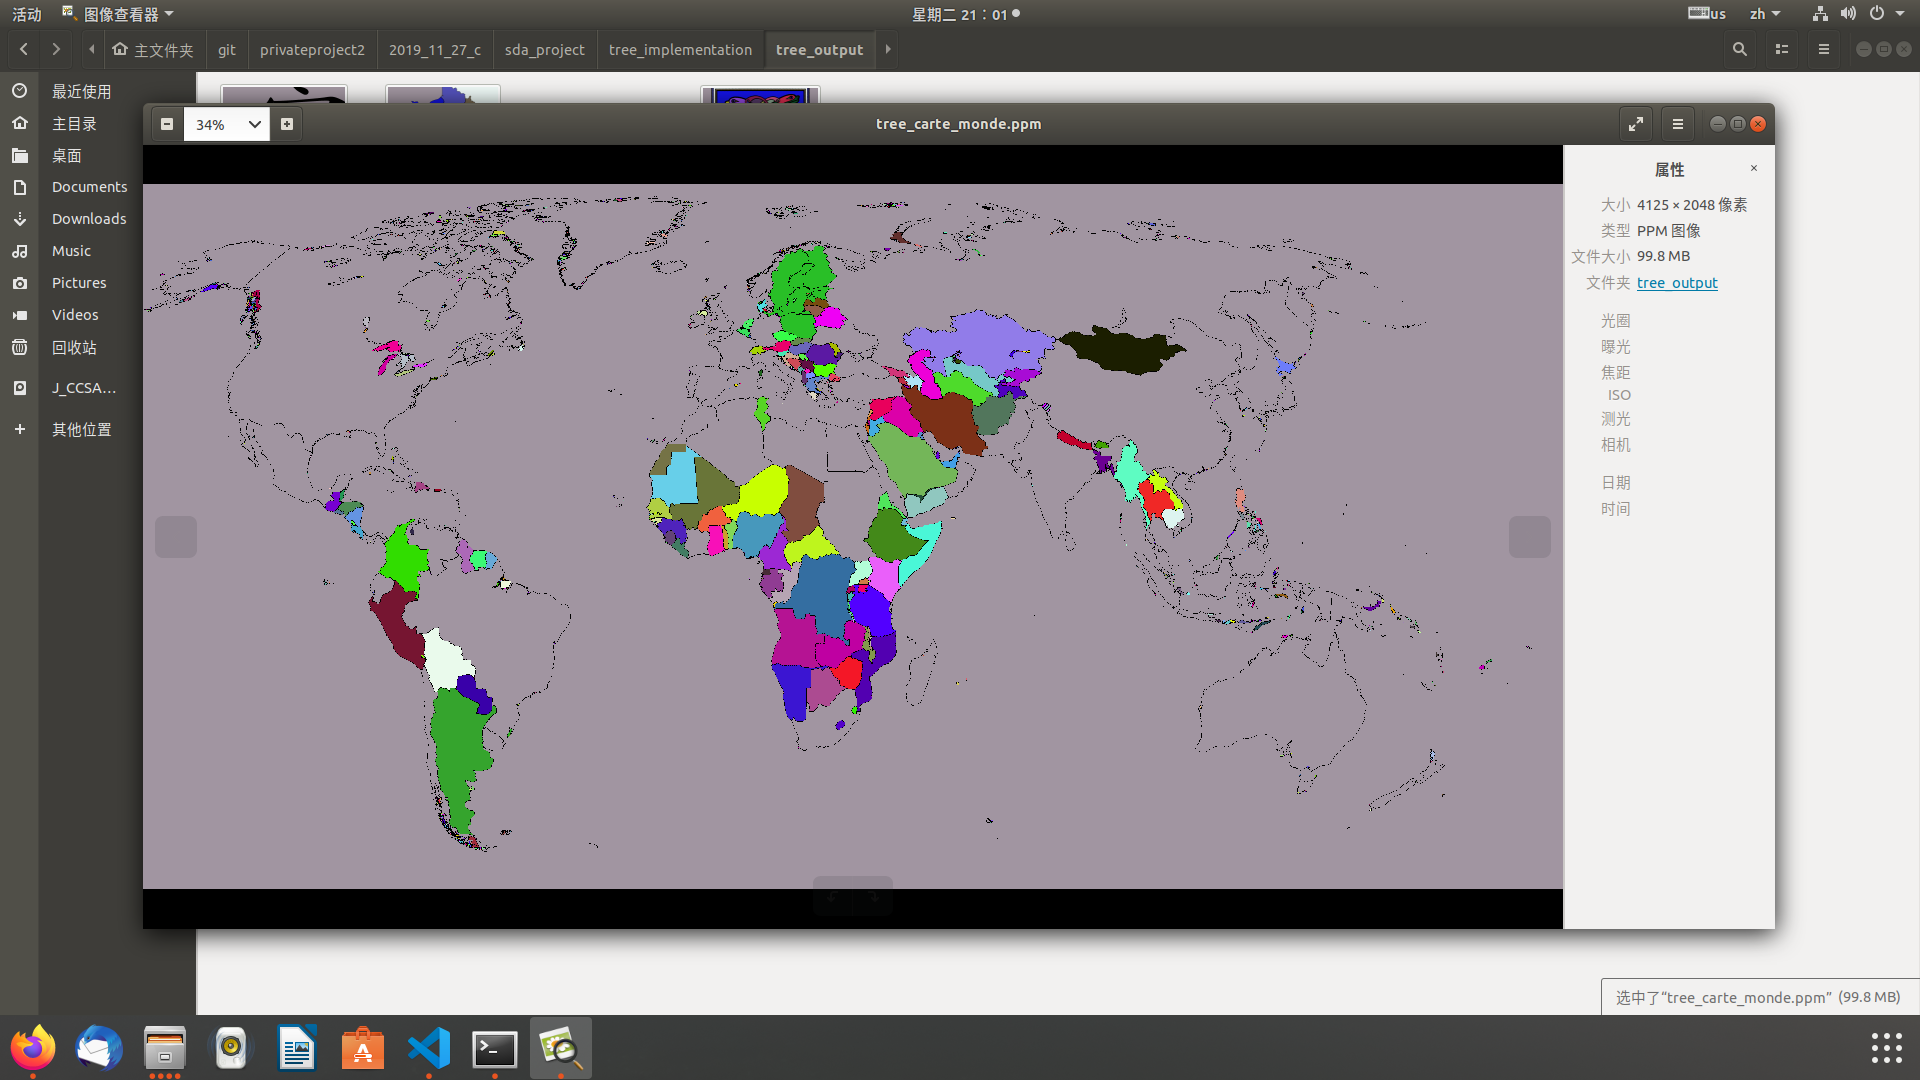 活动
图像查看器
星期二 21：01
us
zh
主文件夹
git
privateproject2
2019_11_27_c
sda_project
tree_implementation
tree_output
最近使用
主目录
桌面
Documents
Downloads
Music
Pictures
Videos
回收站
J_CCSA...
其他位置
34%
tree_carte_monde.ppm
属性
大小 4125 × 2048 像素
类型 PPM 图像
文件大小 99.8 MB
文件夹 tree_output
光圈
曝光
焦距
ISO
测光
相机
日期
时间
选中了“tree_carte_monde.ppm” (99.8 MB)